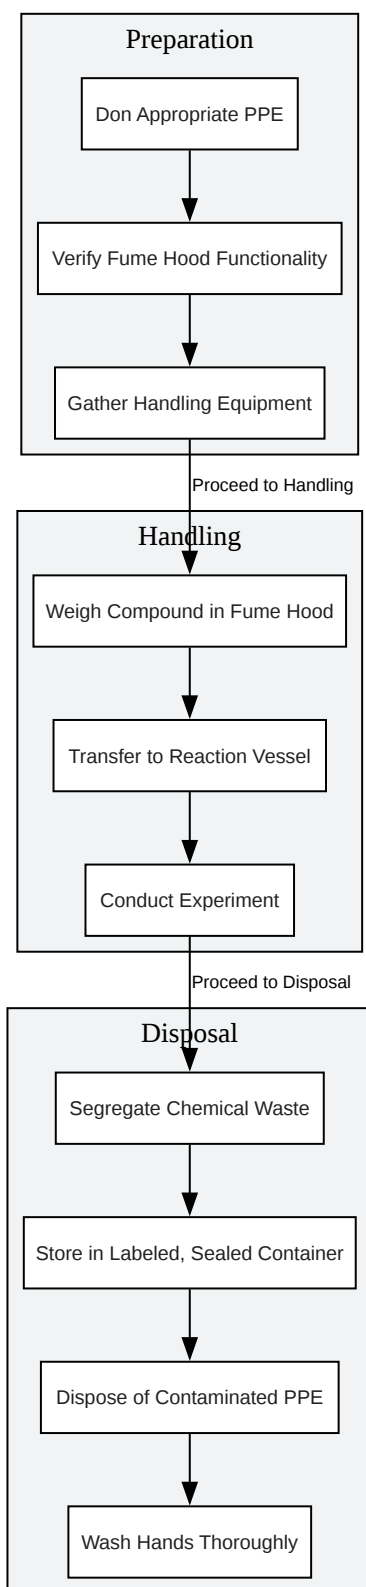 Preparation
Don Appropriate PPE
Verify Fume Hood Functionality
Gather Handling Equipment
Proceed to Handling
Handling
Weigh Compound in Fume Hood
Transfer to Reaction Vessel
Conduct Experiment
Proceed to Disposal
Disposal
Segregate Chemical Waste
Store in Labeled, Sealed Container
Dispose of Contaminated PPE
Wash Hands Thoroughly